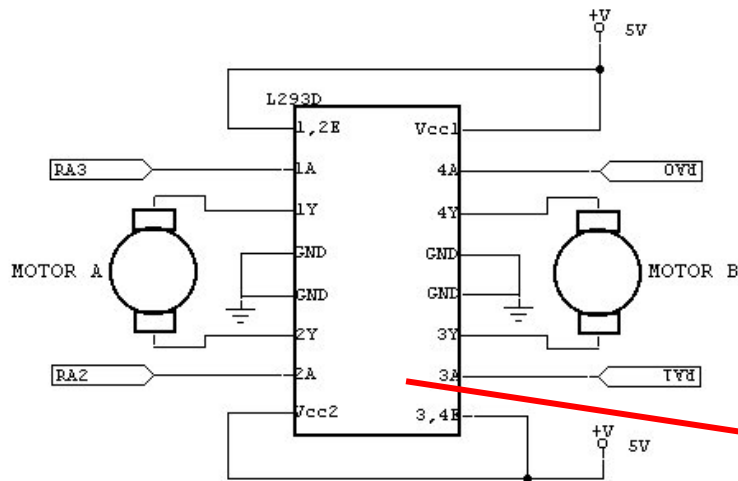 +V
5V
L293D
1,2E
Vcc1
RA3
1A
4A
RA0
1Y
4Y
GND
GND
MOTOR A
MOTOR B
GND
GND
2Y
3Y
RA2
2A
3A
RA1
Vcc2
3,4E
+V
5V